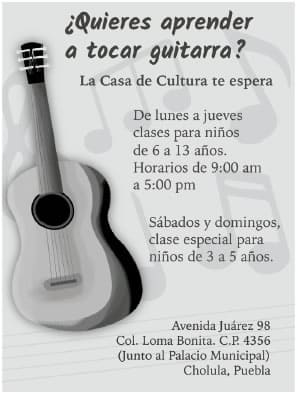 ¿Quieres aprender
a tocar guitarra?
La Casa de Cultura te espera
De lunes a jueves
clases para niños
de 6 a 13 años.
Horarios de 9:00 am
a 5:00 pm
Sábados y domingos,
clase especial para
niños de 3 a 5 años.
Avenida Juárez 98
Col. Loma Bonita. C.P. 4356
(Junto al Palacio Municipal)
Cholula, Puebla